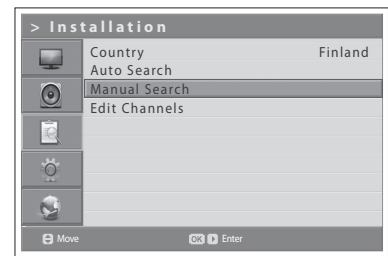 > Installation
Country Finland
Auto Search
Manual Search
Edit Channels
Move OK Enter